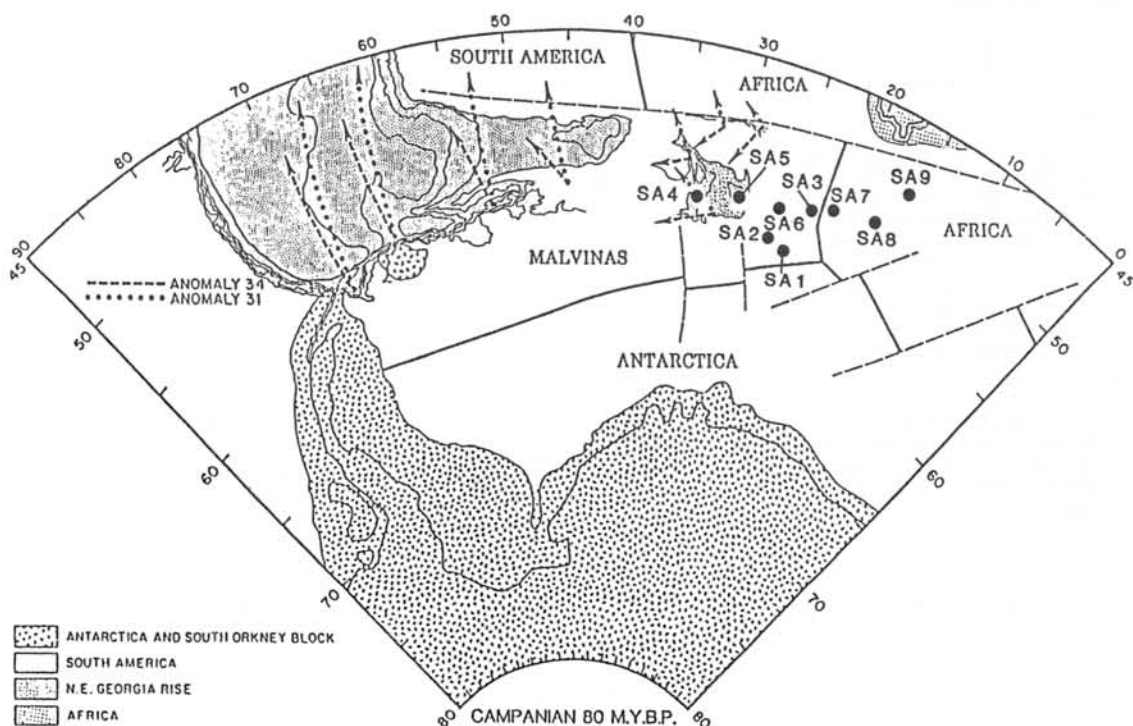 50
40
30
60
SOUTH AMERICA
AFRICA
20
70
80
10
SA5
SA4
SA3
SA7
SA9
SA6
SA2
SA8
AFRICA
MALVINAS
SA1
90
45
0
45
ANOMALY 34
ANOMALY 31
50
50
ANTARCTICA
60
60
70
70
ANTARCTICA AND SOUTH ORKNEY BLOCK
SOUTH AMERICA
N.E. GEORGIA RISE
AFRICA
80
CAMPANIAN 80 M.Y.B.P.
80